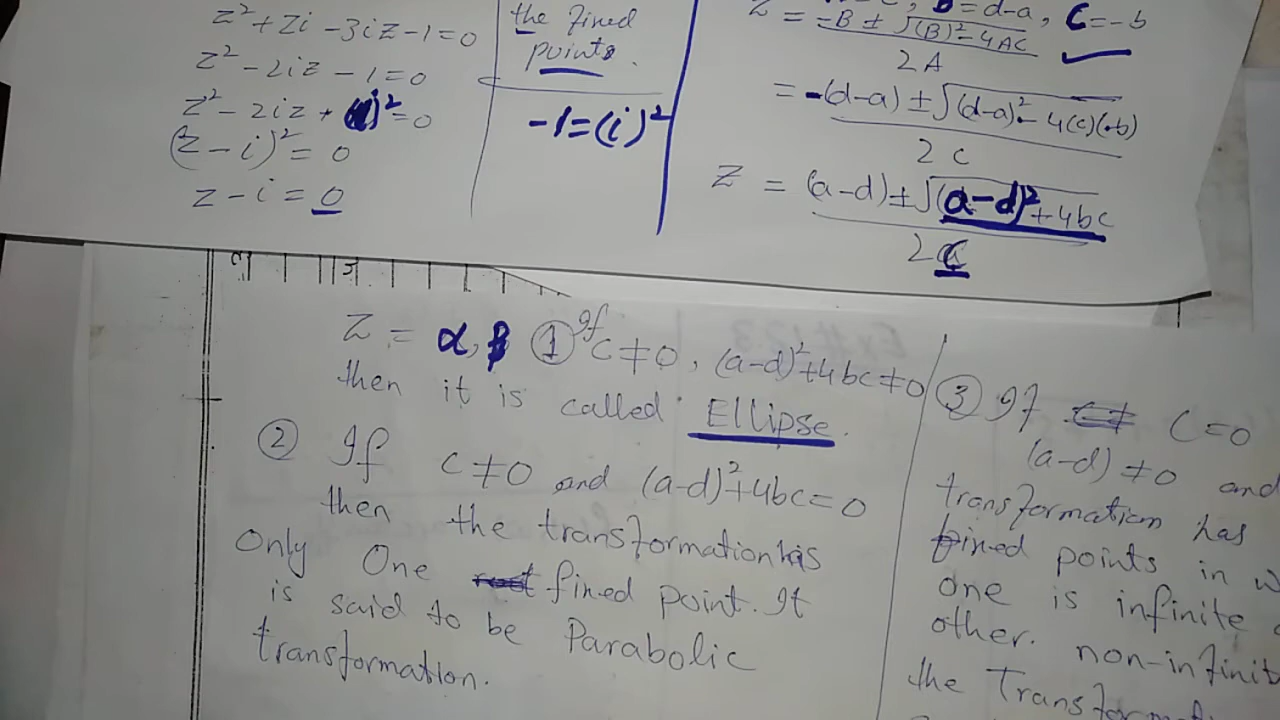 z²+zi -3iz-1=0
z²-2iz -1=0
z²-2iz + (i)²=0
(z-i)²=0
z-i=0
the fixed
points.
-1=(i)²
B=d-a, C=-b
z = -B ± √(B)²-4AC
2A
= -(d-a) ± √(d-a)²-4(c)(-b)
2c
z = (a-d)±√(a-d)²+4bc
2c
z = α, β ① If c≠0, (a-d)²+4bc≠0
then it is called Ellipse.
② If c≠0 and (a-d)²+4bc=0
then the transformation has
Only One fixed point. It
is said to be Parabolic
transformation.
③ If c=0
(a-d)≠0 and
transformation has
fixed points in
one is infinite
other. non-infinit
the Transforma